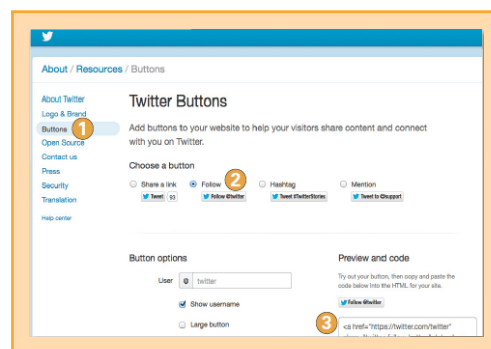 About / Resources / Buttons
About Twitter
Logo & Brand
Buttons 1
Open Source
Contact us
Press
Security
Translation
Help center
Twitter Buttons
Add buttons to your website to help your visitors share content and connect
with you on Twitter.
Choose a button
Share a link Follow 2 Hashtag Mention
Tweet 93 Follow @twitter Tweet #TwitterStories Tweet to @support
Button options
User @ twitter
Show username
Large button
Preview and code
Try out your button, then copy and paste the
code below into the HTML for your site.
Follow @twitter
3 <a href="https://twitter.com/twitter"